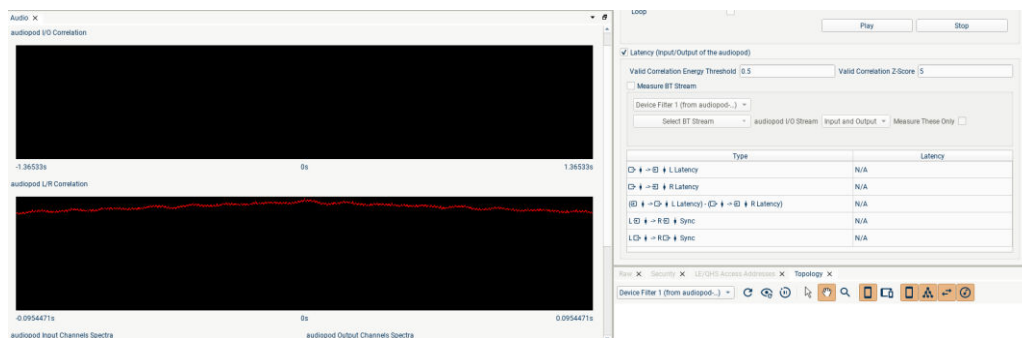 Audio
audiopod I/O Correlation
-1.36533s 0s 1.36533s
audiopod L/R Correlation
-0.0954471s 0s 0.0954471s
audiopod Input Channels Spectra audiopod Output Channels Spectra
Loop
Play Stop
Latency (Input/Output of the audiopod)
Valid Correlation Energy Threshold 0.5 Valid Correlation Z-Score 5
Measure BT Stream
Device Filter 1 (from audiopod-...)
Select BT Stream audiopod I/O Stream Input and Output Measure These Only
Type Latency
L Latency N/A
R Latency N/A
L Latency) - ( R Latency) N/A
L -> R Sync N/A
L -> R Sync N/A
Raw Security LE/QHS Access Addresses Topology
Device Filter 1 (from audiopod-...)